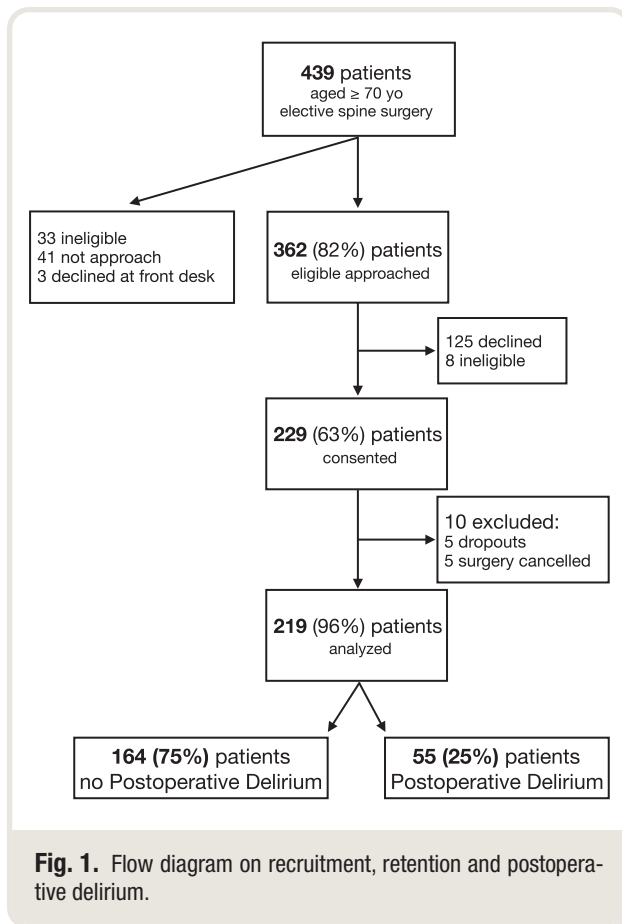 439 patients
aged ≥ 70 yo
elective spine surgery
33 ineligible
41 not approach
3 declined at front desk
362 (82%) patients
eligible approached
125 declined
8 ineligible
229 (63%) patients
consented
10 excluded:
5 dropouts
5 surgery cancelled
219 (96%) patients
analyzed
164 (75%) patients
no Postoperative Delirium
55 (25%) patients
Postoperative Delirium
Fig. 1. Flow diagram on recruitment, retention and postopera-
tive delirium.